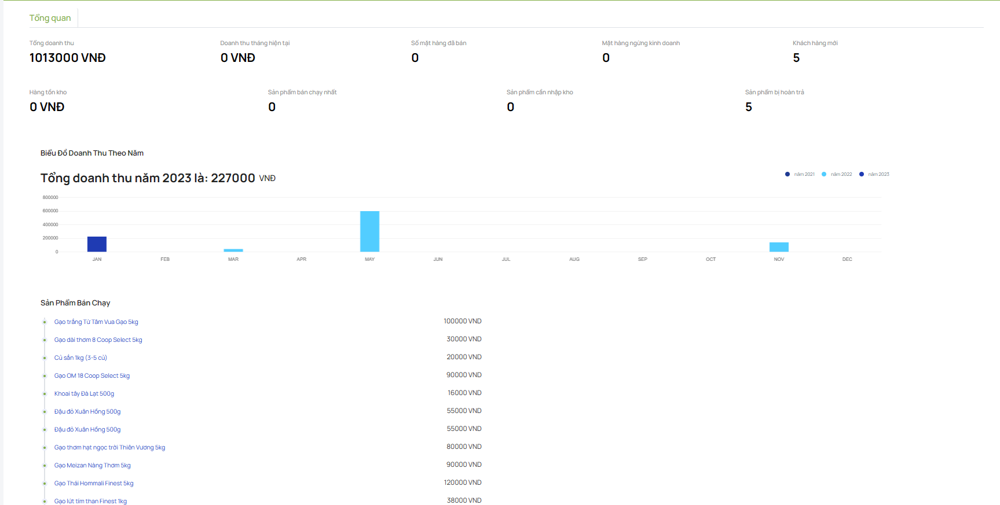 Tổng quan
Tổng doanh thu
1013000 VNĐ
Doanh thu tháng hiện tại
0 VNĐ
Số mặt hàng đã bán
0
Mặt hàng ngừng kinh doanh
0
Khách hàng mới
5
Hàng tồn kho
0 VNĐ
Sản phẩm bán chạy nhất
0
Sản phẩm cần nhập kho
0
Sản phẩm bị hoàn trả
5
Biểu Đồ Doanh Thu Theo Năm
Tổng doanh thu năm 2023 là: 227000 VNĐ
năm 2021 năm 2022 năm 2023
800000
600000
400000
200000
0
JAN FEB MAR APR MAY JUN JUL AUG SEP OCT NOV DEC
Sản Phẩm Bán Chạy
Gạo trắng Từ Tâm Vua Gạo 5kg 100000 VND
Gạo dài thơm 8 Coop Select 5kg 30000 VND
Củ sắn 1kg (3-5 củ) 20000 VND
Gạo OM 18 Coop Select 5kg 90000 VND
Khoai tây Đà Lạt 500g 16000 VND
Đậu đỏ Xuân Hồng 500g 55000 VND
Đậu đỏ Xuân Hồng 500g 55000 VND
Gạo thơm hạt ngọc trời Thiên Vương 5kg 80000 VND
Gạo Meizan Nàng Thơm 5kg 90000 VND
Gạo Thái Hommali Finest 5kg 120000 VND
Gạo lứt tím than Finest 1kg 38000 VND